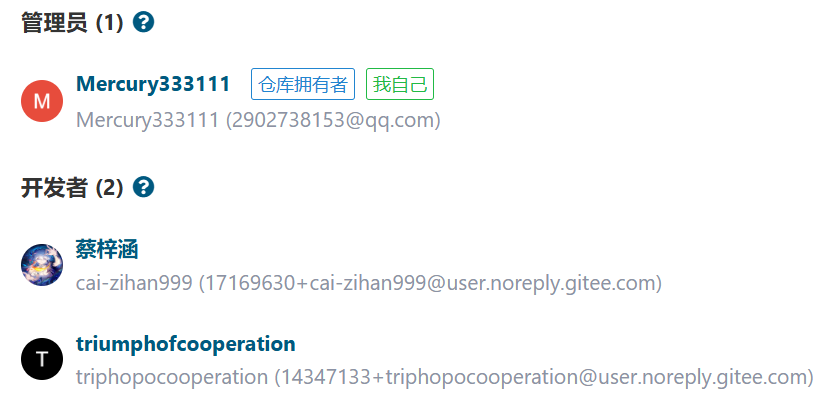 管理员 (1) ?
Mercury333111 仓库拥有者 我自己
M
Mercury333111 (2902738153@qq.com)
开发者 (2) ?
蔡梓涵
cai-zihan999 (17169630+cai-zihan999@user.noreply.gitee.com)
triumphofcooperation
T
triphopocooperation (14347133+triphopocooperation@user.noreply.gitee.com)